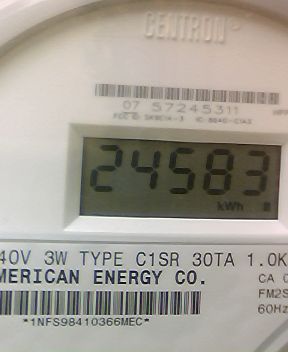 CENTRON®
07 57245311
24583
kWh
40V 3W TYPE C1SR 30TA 1.0K
MERICAN ENERGY CO.
CA 0
FM2S
60Hz
*1NFS98410366MEC*